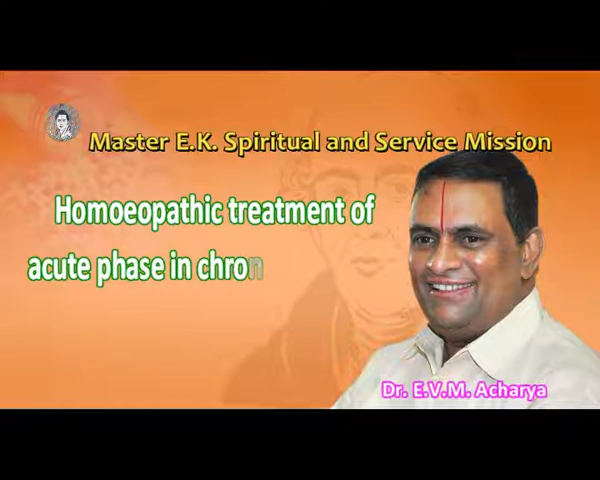 Master E.K. Spiritual and Service Mission
Homoeopathic treatment of
acute phase in chron
Dr. E.V.M. Acharya